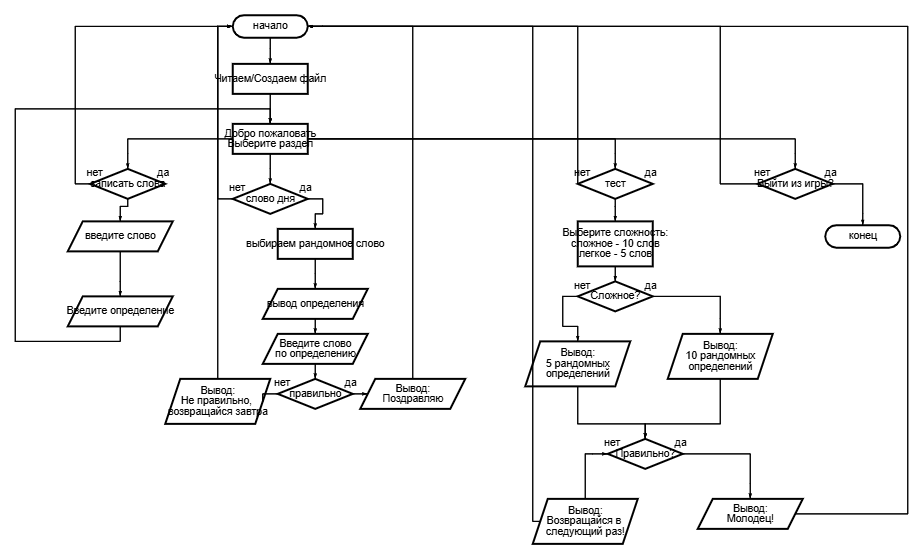 начало
Читаем/Создаем файл
Добро пожаловать
Выберите раздел
нет
да
записать слова
нет
да
слово дня
нет
да
тест
нет
да
Выйти из игры?
введите слово
выбираем рандомное слово
Выберите сложность:
сложное - 10 слов
легкое - 5 слов
конец
Введите определение
вывод определения
нет
да
Сложное?
Введите слово
по определению
Вывод:
5 рандомных
определений
Вывод:
10 рандомных
определений
нет
да
правильно
Вывод:
Не правильно,
возвращайся завтра
Вывод:
Поздравляю
нет
да
Правильно?
Вывод:
Возвращайся в
следующий раз!
Вывод:
Молодец!